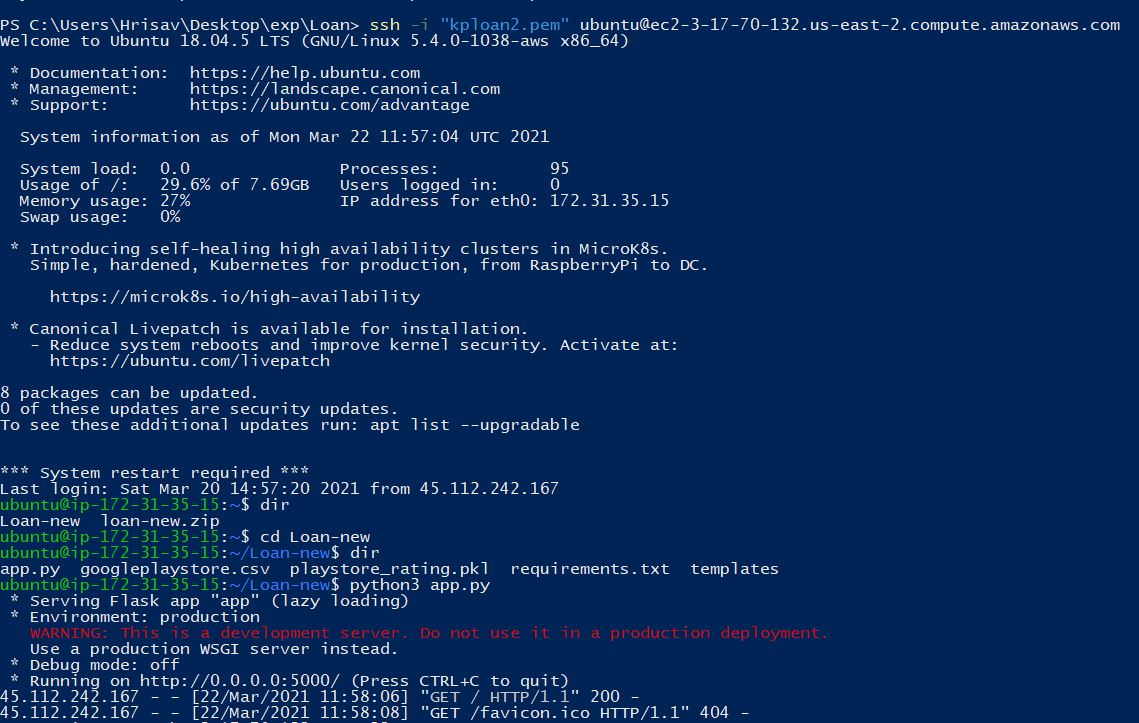 PS C:\Users\Hrisav\Desktop\exp\Loan> ssh -i "kploan2.pem" ubuntu@ec2-3-17-70-132.us-east-2.compute.amazonaws.com
Welcome to Ubuntu 18.04.5 LTS (GNU/Linux 5.4.0-1038-aws x86_64)
* Documentation:  https://help.ubuntu.com
* Management:     https://landscape.canonical.com
* Support:        https://ubuntu.com/advantage
System information as of Mon Mar 22 11:57:04 UTC 2021
System load:  0.0               Processes:           95
Usage of /:   29.6% of 7.69GB   Users logged in:     0
Memory usage: 27%               IP address for eth0: 172.31.35.15
Swap usage:   0%
* Introducing self-healing high availability clusters in MicroK8s.
Simple, hardened, Kubernetes for production, from RaspberryPi to DC.
https://microk8s.io/high-availability
* Canonical Livepatch is available for installation.
- Reduce system reboots and improve kernel security. Activate at:
https://ubuntu.com/livepatch
8 packages can be updated.
0 of these updates are security updates.
To see these additional updates run: apt list --upgradable
*** System restart required ***
Last login: Sat Mar 20 14:57:20 2021 from 45.112.242.167
ubuntu@ip-172-31-35-15:~$ dir
Loan-new  loan-new.zip
ubuntu@ip-172-31-35-15:~$ cd Loan-new
ubuntu@ip-172-31-35-15:~/Loan-new$ dir
app.py  googleplaystore.csv  playstore_rating.pkl  requirements.txt  templates
ubuntu@ip-172-31-35-15:~/Loan-new$ python3 app.py
* Serving Flask app "app" (lazy loading)
* Environment: production
WARNING: This is a development server. Do not use it in a production deployment.
Use a production WSGI server instead.
* Debug mode: off
* Running on http://0.0.0.0:5000/ (Press CTRL+C to quit)
45.112.242.167 - - [22/Mar/2021 11:58:06] "GET / HTTP/1.1" 200 -
45.112.242.167 - - [22/Mar/2021 11:58:08] "GET /favicon.ico HTTP/1.1" 404 -